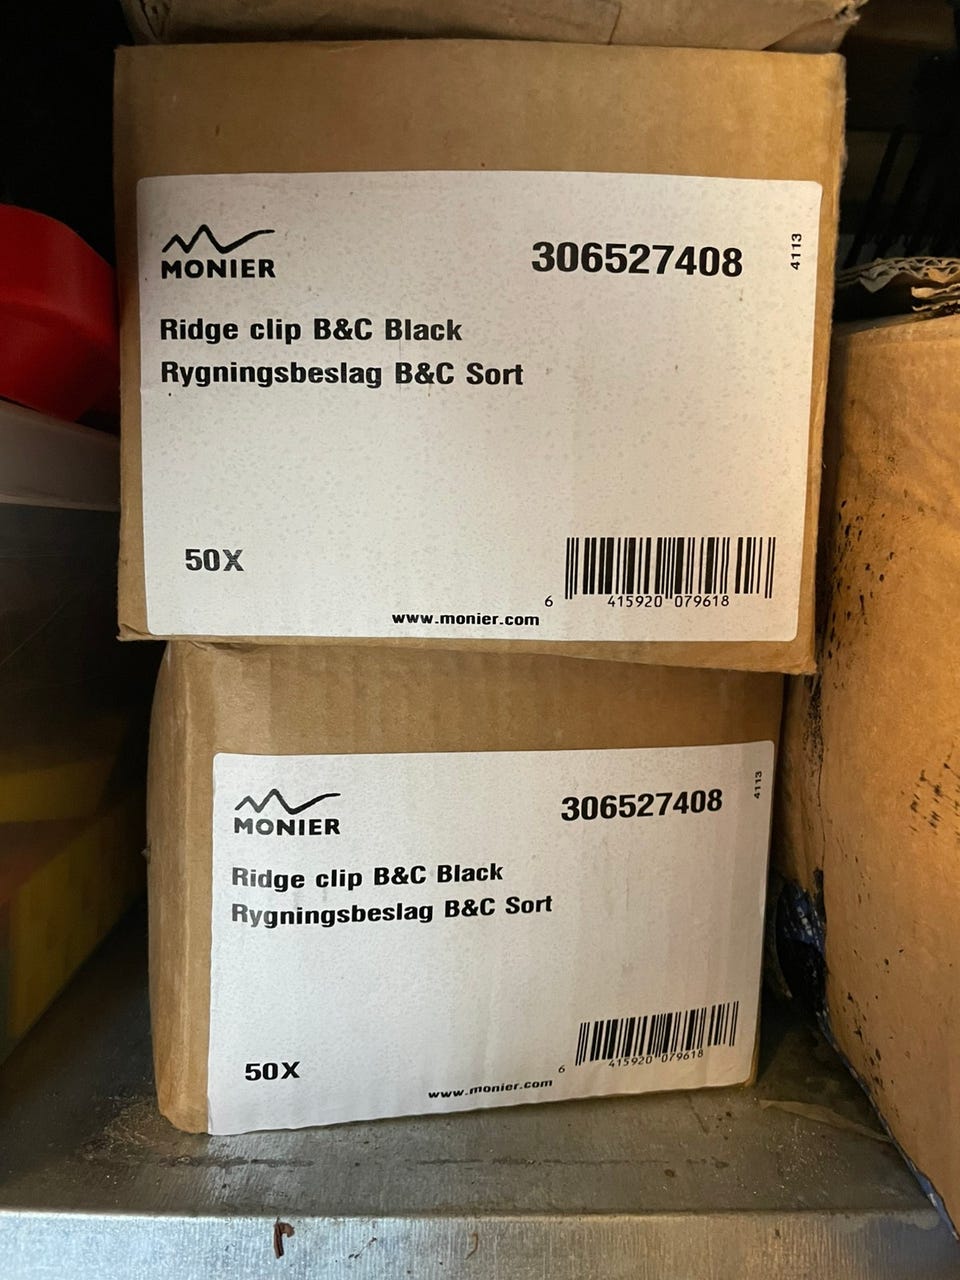 MONIER
306527408
4113
Ridge clip B&C Black
Rygningsbeslag B&C Sort
50X
6 415920 079618
www.monier.com
MONIER
306527408
4113
Ridge clip B&C Black
Rygningsbeslag B&C Sort
50X
6 415920 079618
www.monier.com